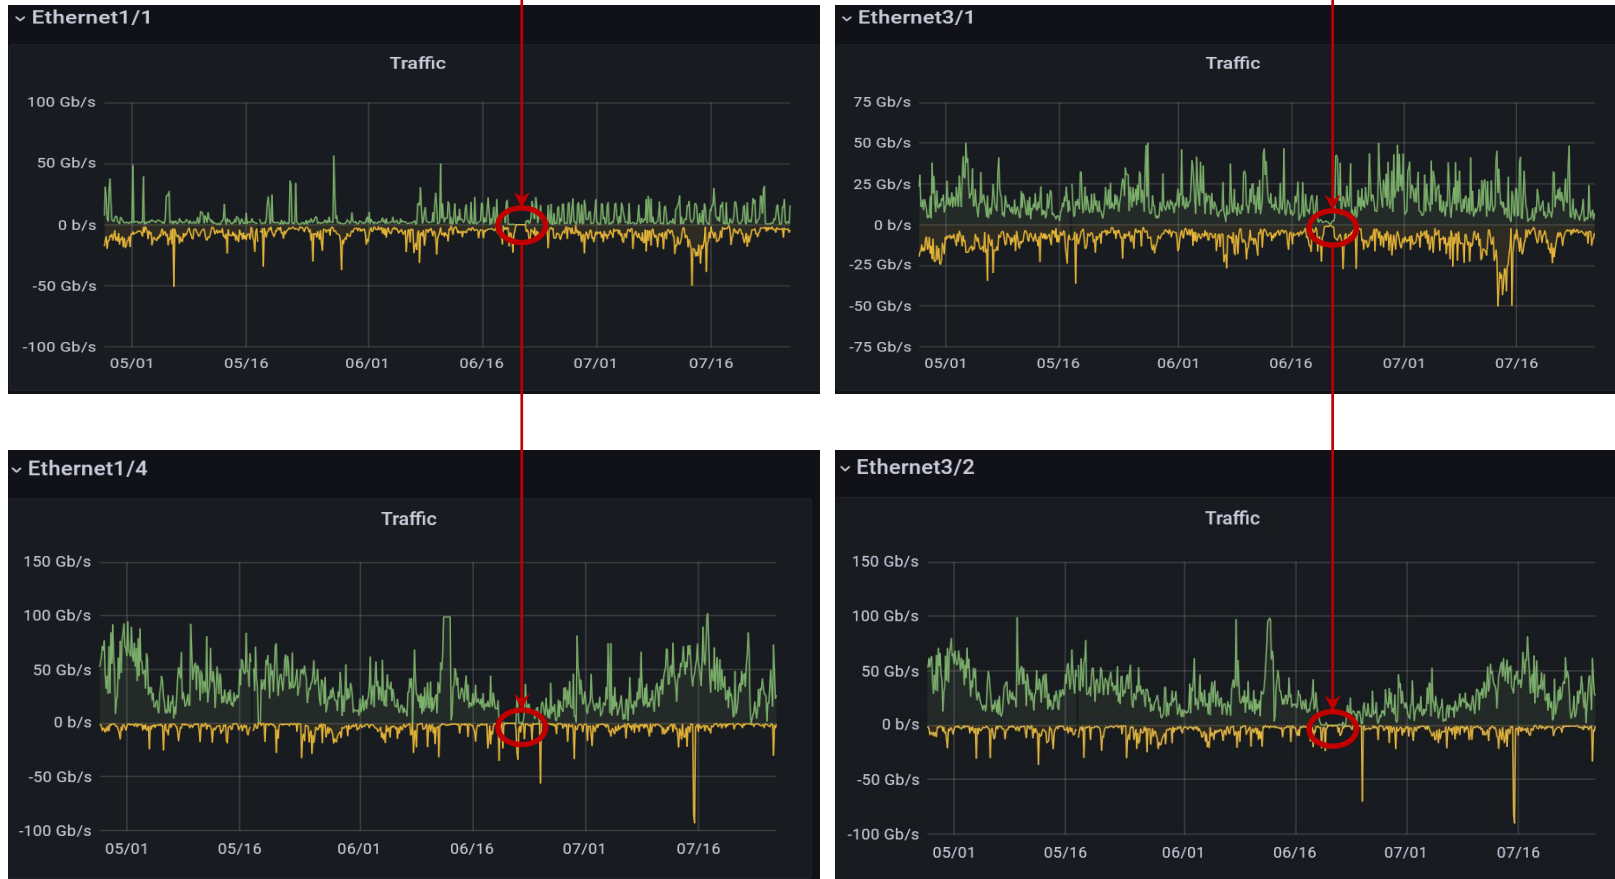 Ethernet1/1
Traffic
100 Gb/s
50 Gb/s
0 b/s
-50 Gb/s
-100 Gb/s
05/01 05/16 06/01 06/16 07/01 07/16
Ethernet3/1
Traffic
75 Gb/s
50 Gb/s
25 Gb/s
0 b/s
-25 Gb/s
-50 Gb/s
-75 Gb/s
05/01 05/16 06/01 06/16 07/01 07/16
Ethernet1/4
Traffic
150 Gb/s
100 Gb/s
50 Gb/s
0 b/s
-50 Gb/s
-100 Gb/s
05/01 05/16 06/01 06/16 07/01 07/16
Ethernet3/2
Traffic
150 Gb/s
100 Gb/s
50 Gb/s
0 b/s
-50 Gb/s
-100 Gb/s
05/01 05/16 06/01 06/16 07/01 07/16